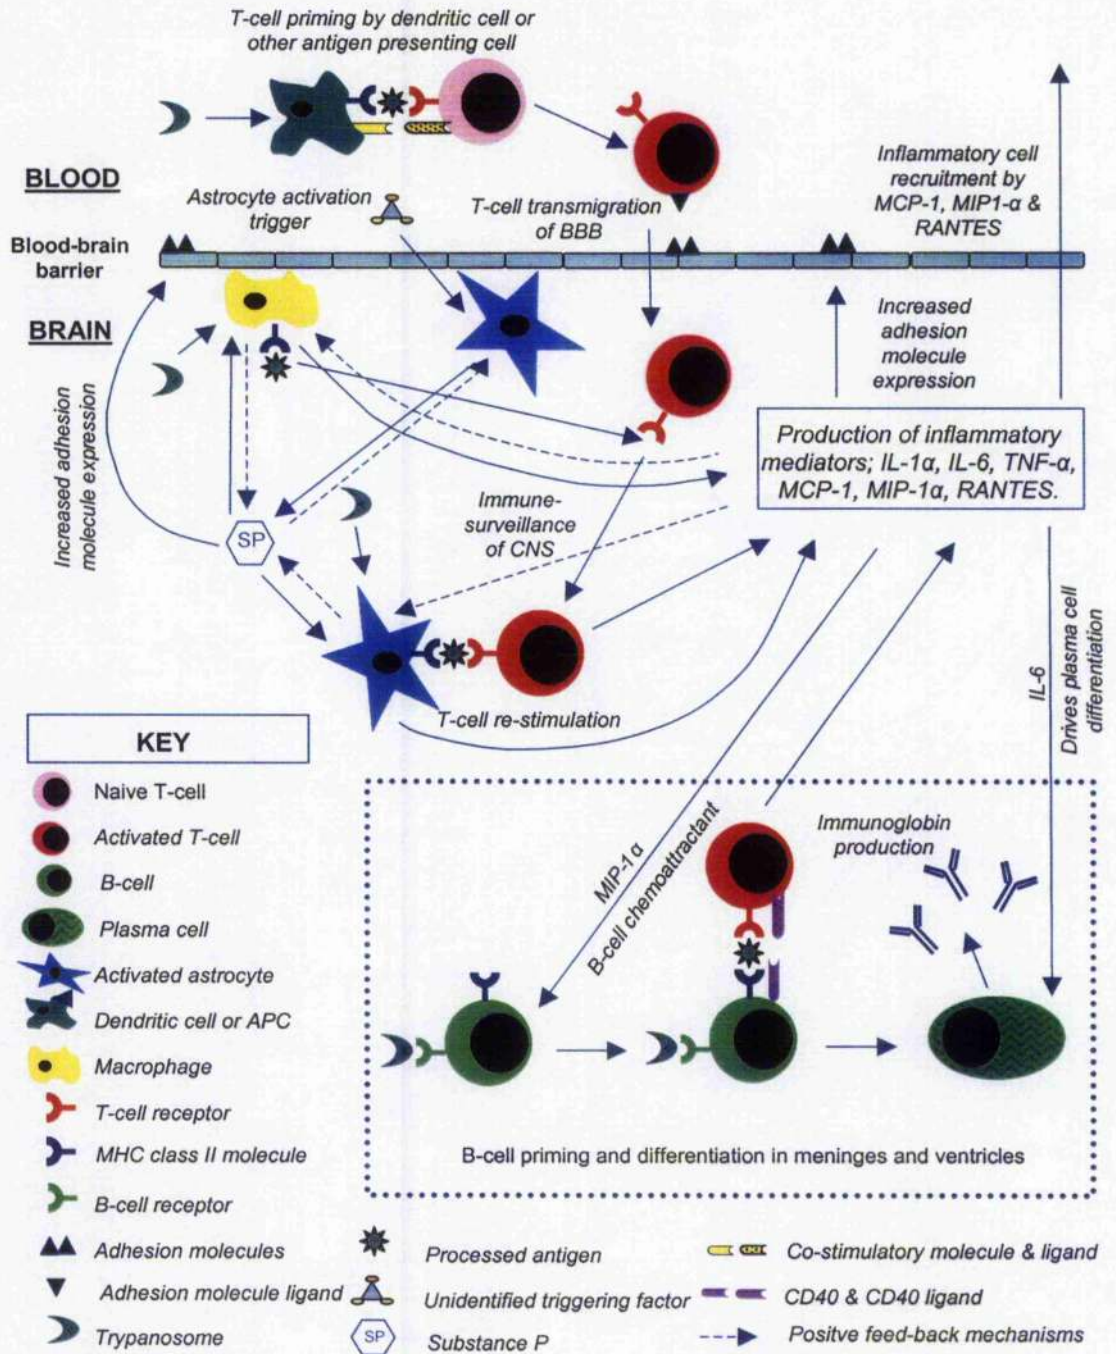 T-cell priming by dendritic cell or
other antigen presenting cell
BLOOD
Astrocyte activation
trigger
T-cell transmigration
of BBB
Inflammatory cell
recruitment by
MCP-1, MIP1-α &
RANTES
Blood-brain
barrier
BRAIN
Increased adhesion
molecule expression
Increased
adhesion
molecule
expression
Production of inflammatory
mediators; IL-1α, IL-6, TNF-α,
MCP-1, MIP-1α, RANTES.
Immune-
surveillance
of CNS
SP
T-cell re-stimulation
IL-6
Drives plasma cell
differentiation
MIP-1α
B-cell chemoattractant
Immunoglobin
production
B-cell priming and differentiation in meninges and ventricles
KEY
Naive T-cell
Activated T-cell
B-cell
Plasma cell
Activated astrocyte
Dendritic cell or APC
Macrophage
T-cell receptor
MHC class II molecule
B-cell receptor
Adhesion molecules
Adhesion molecule ligand
Trypanosome
Processed antigen
Unidentified triggering factor
SP
Substance P
Co-stimulatory molecule & ligand
CD40 & CD40 ligand
Positve feed-back mechanisms